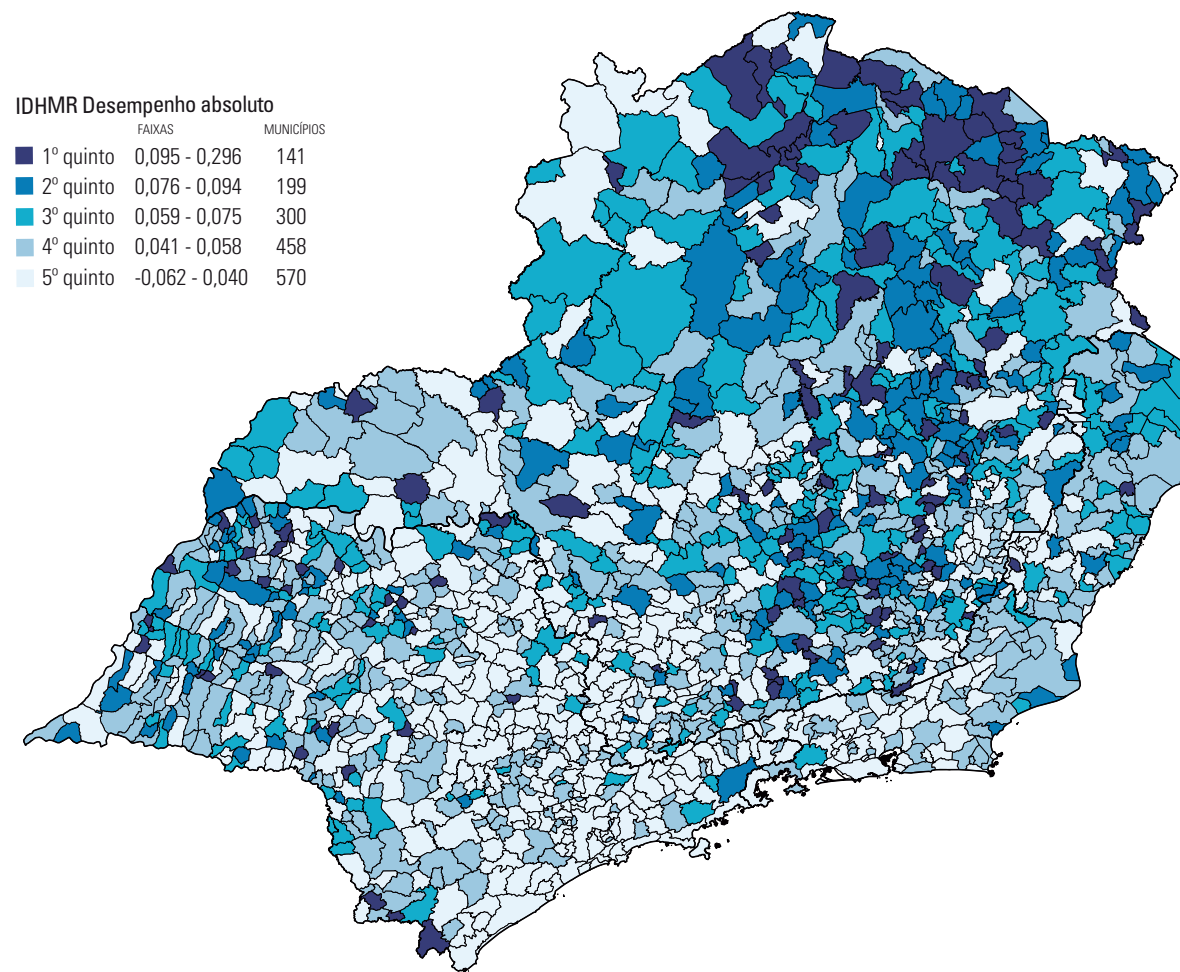 IDHMR Desempenho absoluto
FAIXAS MUNICÍPIOS
1º quinto 0,095 - 0,296 141
2º quinto 0,076 - 0,094 199
3º quinto 0,059 - 0,075 300
4º quinto 0,041 - 0,058 458
5º quinto -0,062 - 0,040 570